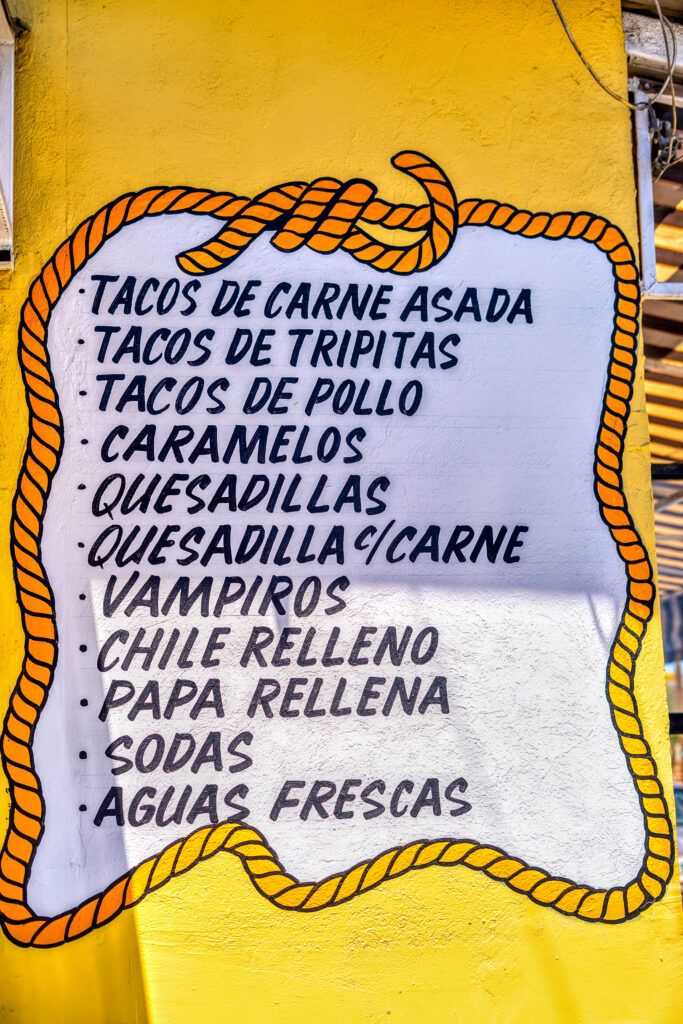 ·TACOS DE CARNE ASADA
·TACOS DE TRIPITAS
·TACOS DE POLLO
·CARAMELOS
·QUESADILLAS
·QUESADILLA C/CARNE
·VAMPIROS
·CHILE RELLENO
·PAPA RELLENA
·SODAS
·AGUAS FRESCAS